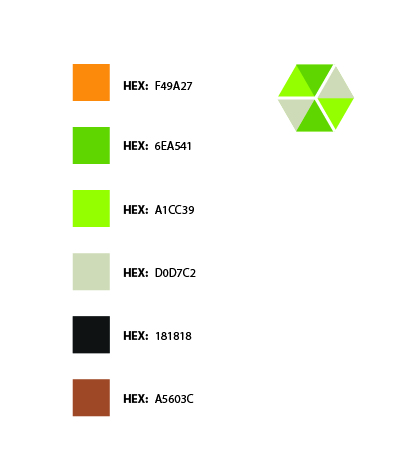 HEX: F49A27
HEX: 6EA541
HEX: A1CC39
HEX: D0D7C2
HEX: 181818
HEX: A5603C